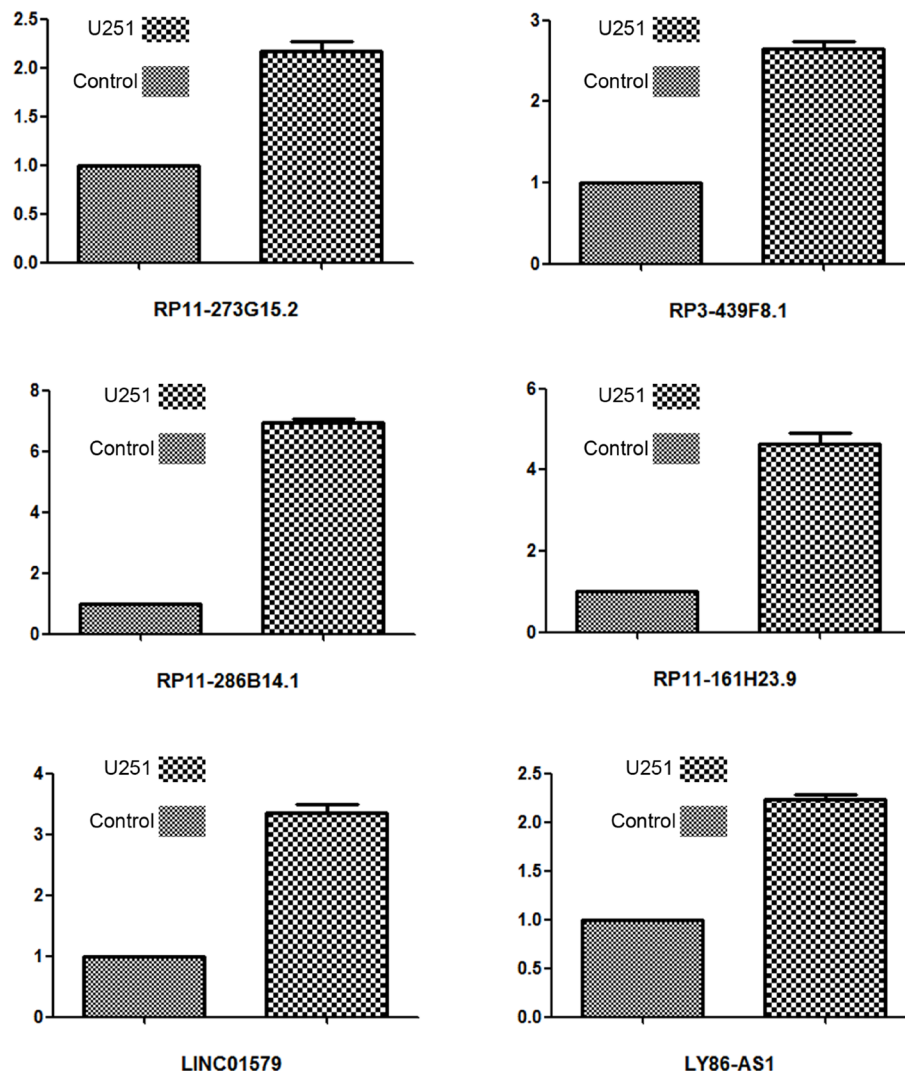 2.5
2.0
1.5
1.0
0.5
0.0
U251
Control
RP11-273G15.2
3
2
1
0
U251
Control
RP3-439F8.1
8
6
4
2
0
U251
Control
RP11-286B14.1
6
4
2
0
U251
Control
RP11-161H23.9
4
3
2
1
0
U251
Control
LINC01579
2.5
2.0
1.5
1.0
0.5
0.0
U251
Control
LY86-AS1